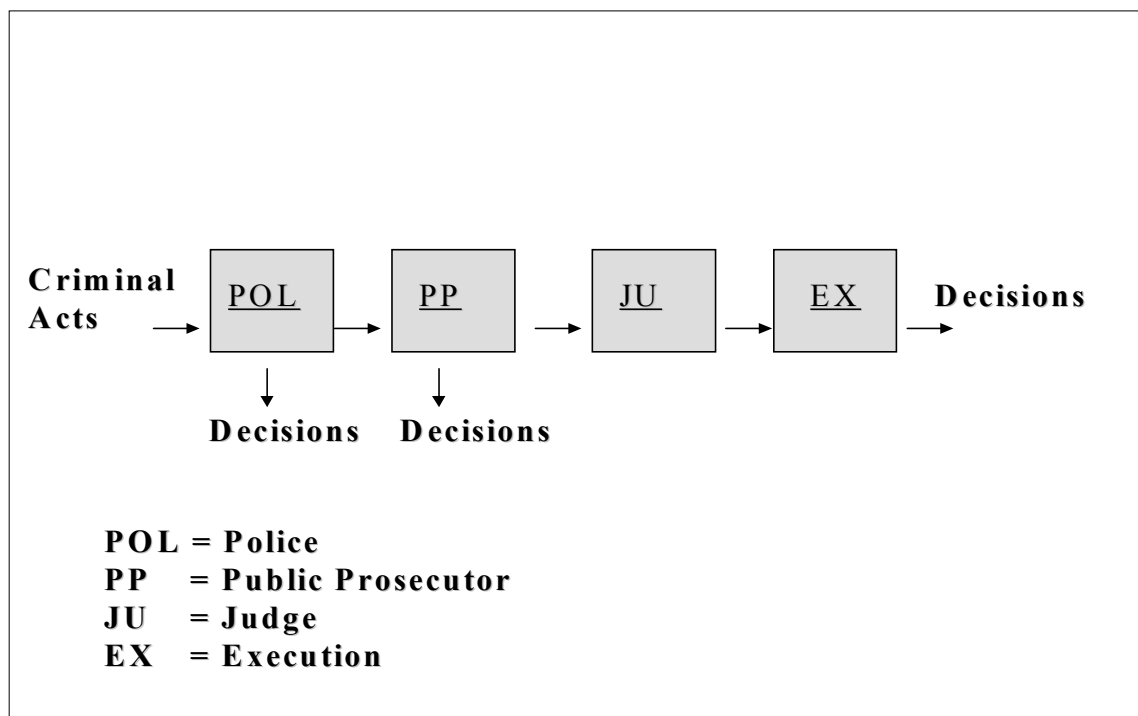 Criminal
Acts
POL
PP
JU
EX
Decisions
Decisions
Decisions
POL = Police
PP = Public Prosecutor
JU = Judge
EX = Execution